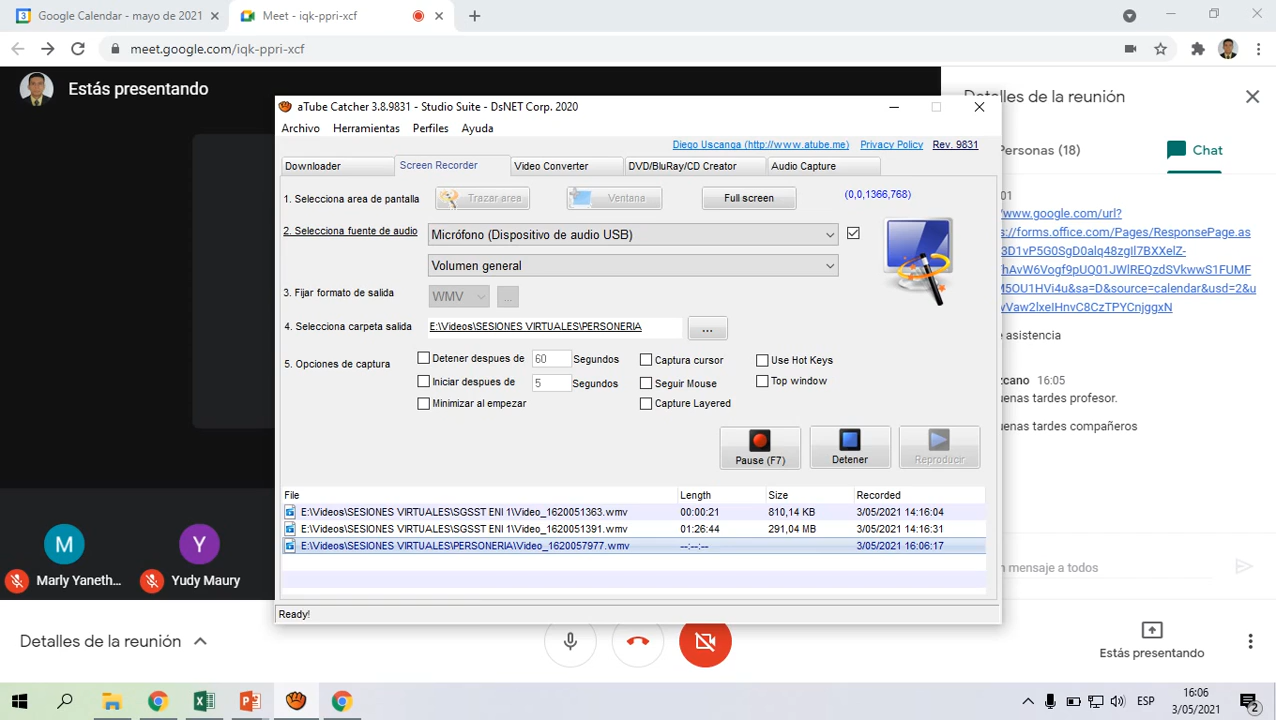 Google Calendar - mayo de 2021
Meet - iqk-ppri-xcf
meet.google.com/iqk-ppri-xcf
Estás presentando
aTube Catcher 3.8.9831 - Studio Suite - DsNET Corp. 2020
Archivo Herramientas Perfiles Ayuda
Diego Uscanga (http://www.atube.me) Privacy Policy Rev. 9831
Downloader Screen Recorder Video Converter DVD/BluRay/CD Creator Audio Capture
1. Selecciona area de pantalla Trazar area Ventana Full screen (0,0,1366,768)
2. Selecciona fuente de audio Micrófono (Dispositivo de audio USB)
Volumen general
3. Fijar formato de salida WMV ...
4. Selecciona carpeta salida E:\Videos\SESIONES VIRTUALES\PERSONERIA ...
5. Opciones de captura
Detener despues de 60 Segundos Captura cursor Use Hot Keys
Iniciar despues de 5 Segundos Seguir Mouse Top window
Minimizar al empezar Capture Layered
Pause (F7) Detener Reproducir
File Length Size Recorded
E:\Videos\SESIONES VIRTUALES\SGSST ENI 1\Video_1620051363.wmv 00:00:21 810,14 KB 3/05/2021 14:16:04
E:\Videos\SESIONES VIRTUALES\SGSST ENI 1\Video_1620051391.wmv 01:26:44 291,04 MB 3/05/2021 14:16:31
E:\Videos\SESIONES VIRTUALES\PERSONERIA\Video_1620057977.wmv --:--:-- 3/05/2021 16:06:17
Ready!
Detalles de la reunión
ersonas (18) Chat
01
/www.google.com/url?
s://forms.office.com/Pages/ResponsePage.as
e asistencia
zcano 16:05
uenas tardes profesor.
uenas tardes compañeros
n mensaje a todos
M Y
Marly Yaneth... Yudy Maury
Detalles de la reunión
Estás presentando
ESP
16:06
3/05/2021
2